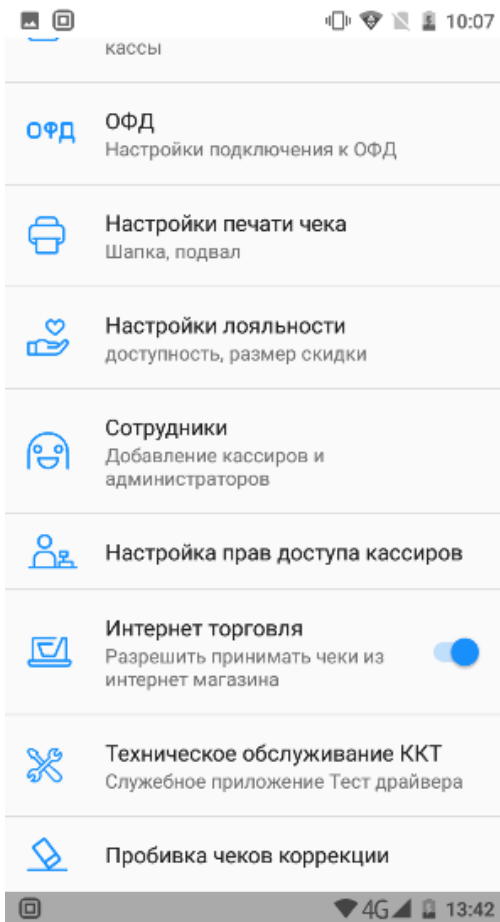 10:07
кассы
ОФД
ОФД
Настройки подключения к ОФД
Настройки печати чека
Шапка, подвал
Настройки лояльности
доступность, размер скидки
Сотрудники
Добавление кассиров и
администраторов
Настройка прав доступа кассиров
Интернет торговля
Разрешить принимать чеки из
интернет магазина
Техническое обслуживание ККТ
Служебное приложение Тест драйвера
Пробивка чеков коррекции
4G 13:42